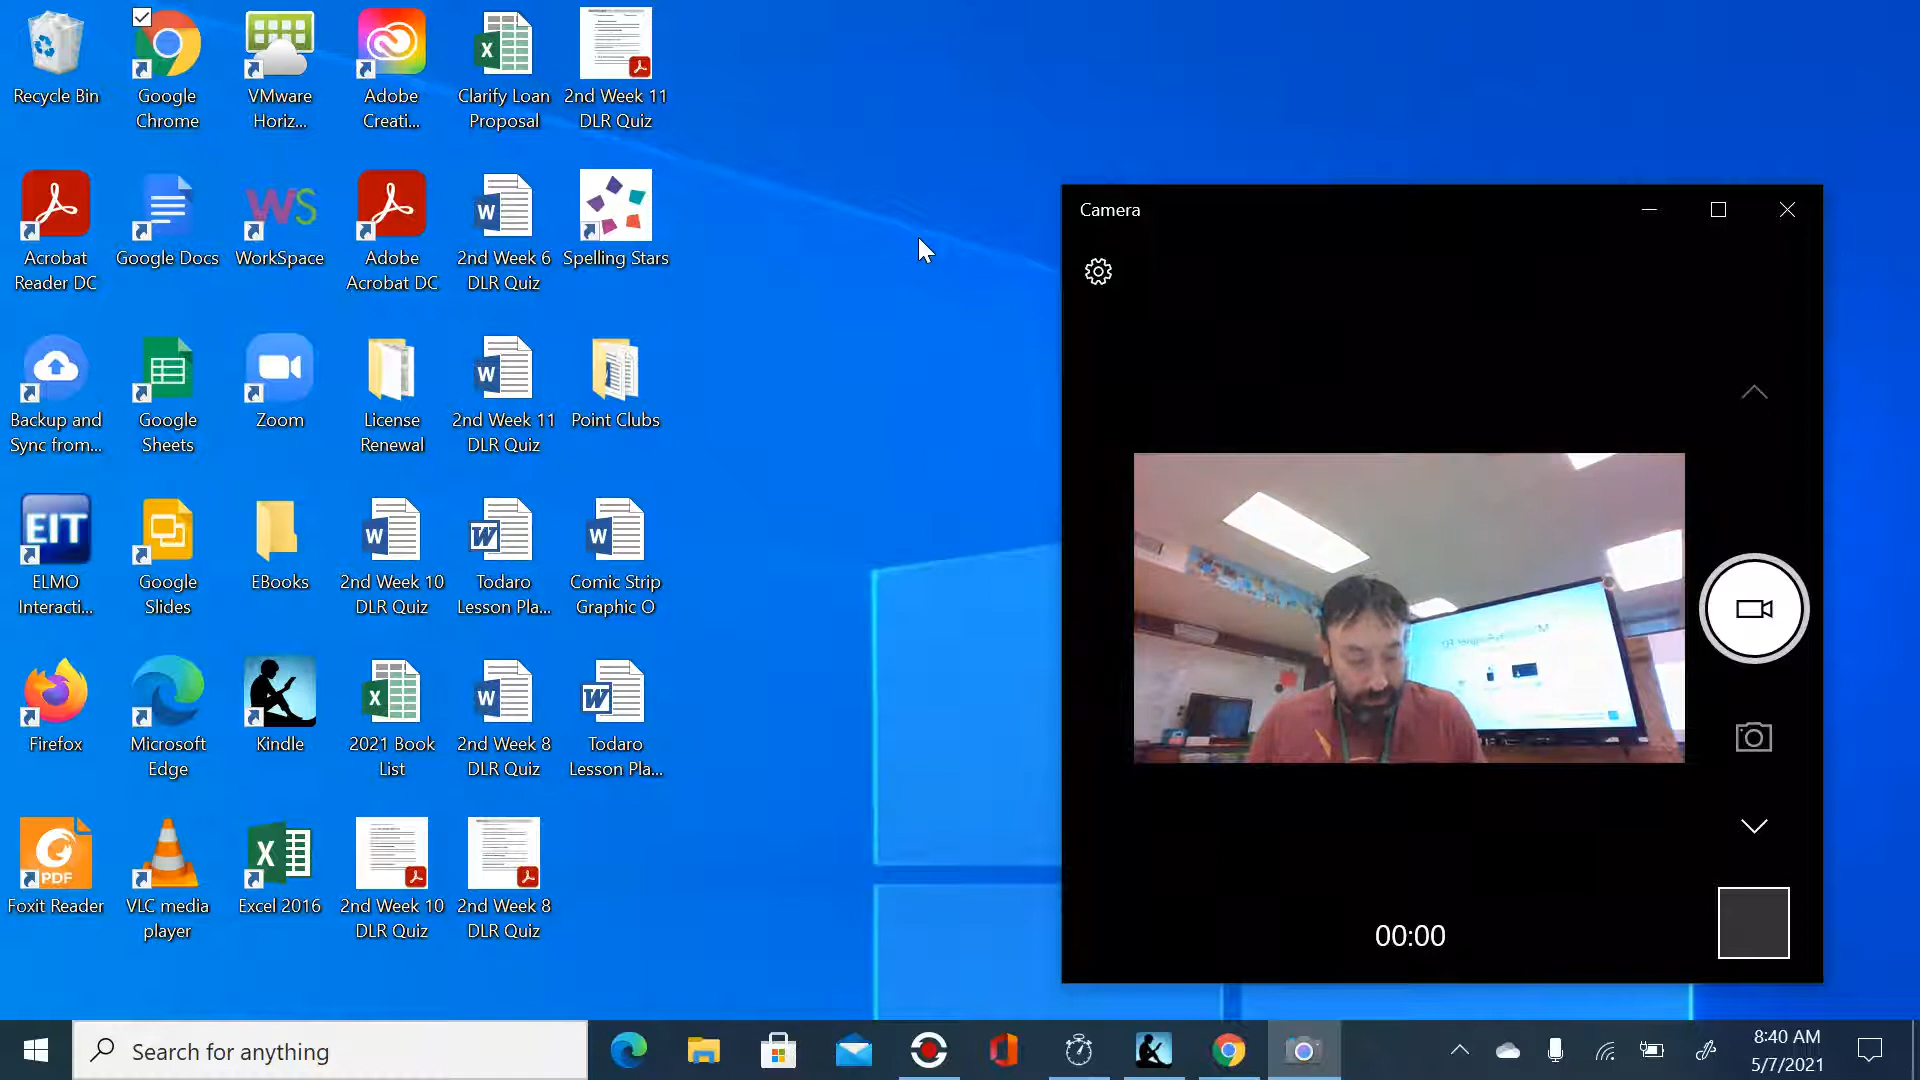 Recycle Bin
Google
Chrome
VMware
Horiz...
Adobe
Creati...
Clarify Loan
Proposal
2nd Week 11
DLR Quiz
Acrobat
Reader DC
Google Docs
WS
WorkSpace
Adobe
Acrobat DC
2nd Week 6
DLR Quiz
Spelling Stars
Backup and
Sync from...
Google
Sheets
Zoom
License
Renewal
2nd Week 11
DLR Quiz
Point Clubs
EIT
ELMO
Interacti...
Google
Slides
EBooks
2nd Week 10
DLR Quiz
Todaro
Lesson Pla...
Comic Strip
Graphic O
Firefox
Microsoft
Edge
Kindle
2021 Book
List
2nd Week 8
DLR Quiz
Todaro
Lesson Pla...
PDF
Foxit Reader
VLC media
player
Excel 2016
2nd Week 10
DLR Quiz
2nd Week 8
DLR Quiz
Camera
00:00
Search for anything
8:40 AM
5/7/2021